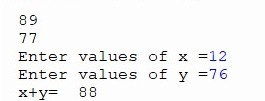 89
77
Enter values of x =12
Enter values of y =76
x+y=  88